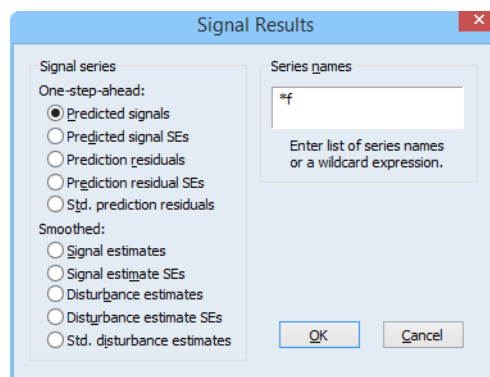 Signal Results
Signal series
One-step-ahead:
Predicted signals
Predicted signal SEs
Prediction residuals
Prediction residual SEs
Std. prediction residuals
Smoothed:
Signal estimates
Signal estimate SEs
Disturbance estimates
Disturbance estimate SEs
Std. disturbance estimates
Series names
*f
Enter list of series names
or a wildcard expression.
OK
Cancel